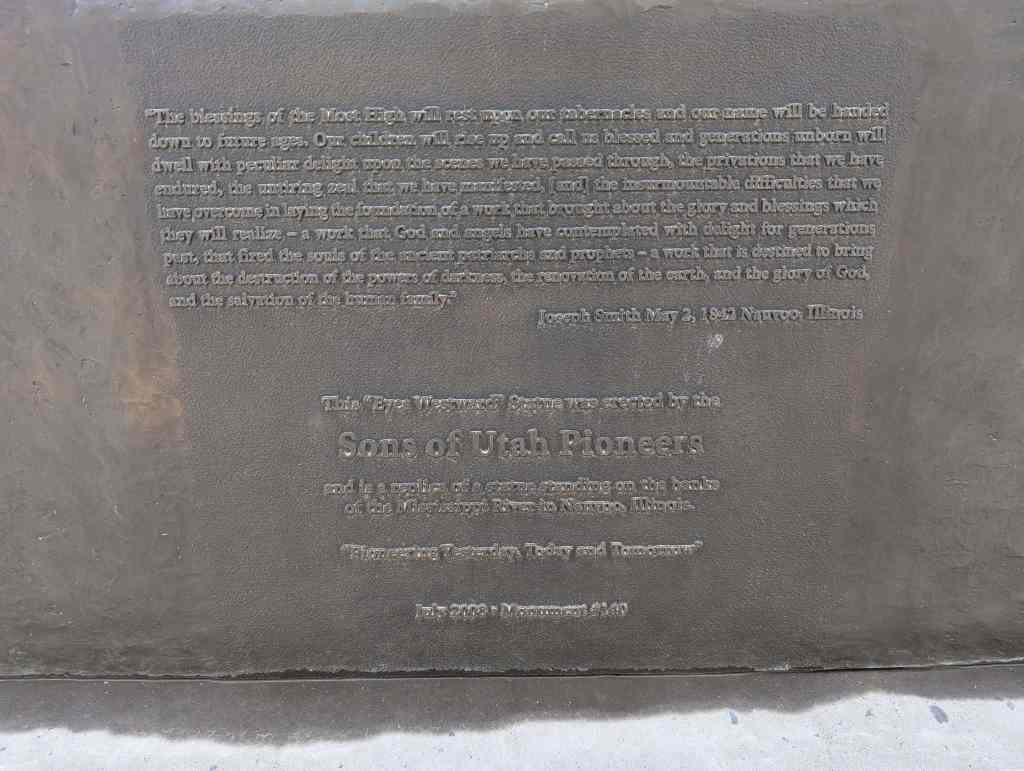 "The blessings of the Most High will rest upon our tabernacles and our name will be handed
down to future ages. Our children will rise up and call us blessed and generations unborn will
dwell with peculiar delight upon the scenes we have passed through, the privations that we have
endured, the untiring zeal that we have manifested, [and] the insurmountable difficulties that we
have overcome in laying the foundation of a work that brought about the glory and blessings which
they will realize – a work that God and angels have contemplated with delight for generations
past, that fired the souls of the ancient patriarchs and prophets – a work that is destined to bring
about the destruction of the powers of darkness, the renovation of the earth, and the glory of God,
and the salvation of the human family."
Joseph Smith May 2, 1842 Nauvoo, Illinois
This "Eyes Westward" Statue was erected by the
Sons of Utah Pioneers
and is a replica of a statue standing on the banks
of the Mississippi River in Nauvoo, Illinois.
"Pioneering Yesterday, Today and Tomorrow"
July • Monument